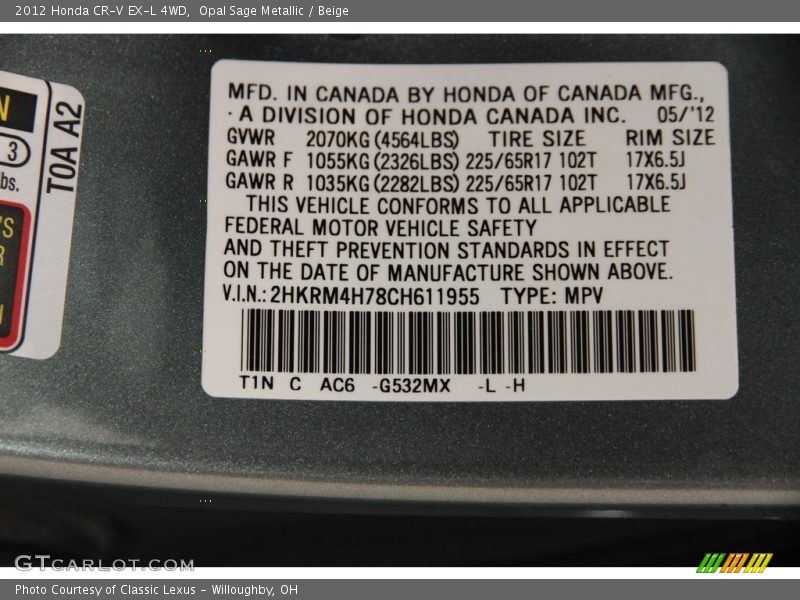 2012 Honda CR-V EX-L 4WD,  Opal Sage Metallic / Beige
N
3
lbs.
T0A A2
'S
R
MFD. IN CANADA BY HONDA OF CANADA MFG.,
A DIVISION OF HONDA CANADA INC. 05/'12
GVWR 2070KG (4564LBS) TIRE SIZE RIM SIZE
GAWR F 1055KG (2326LBS) 225/65R17 102T 17X6.5J
GAWR R 1035KG (2282LBS) 225/65R17 102T 17X6.5J
THIS VEHICLE CONFORMS TO ALL APPLICABLE
FEDERAL MOTOR VEHICLE SAFETY
AND THEFT PREVENTION STANDARDS IN EFFECT
ON THE DATE OF MANUFACTURE SHOWN ABOVE.
V.I.N.: 2HKRM4H78CH611955 TYPE: MPV
T1N C AC6 -G532MX -L -H
GTCARLOT.COM
Photo Courtesy of Classic Lexus - Willoughby, OH